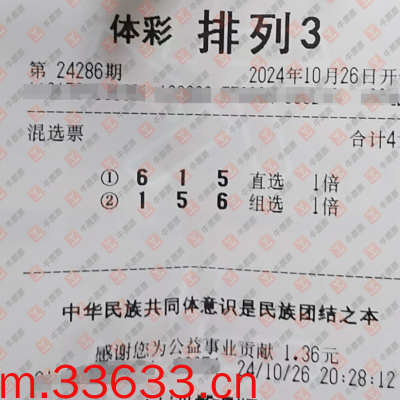 体彩 排列3
第 24286期 2024年10月26日开
混选票 合计4
① 6 1 5 直选 1倍
② 1 5 6 组选 1倍
中华民族共同体意识是民族团结之本
感谢您为公益事业贡献 1.36元
24/10/26 20:28:12
m.33633.cn